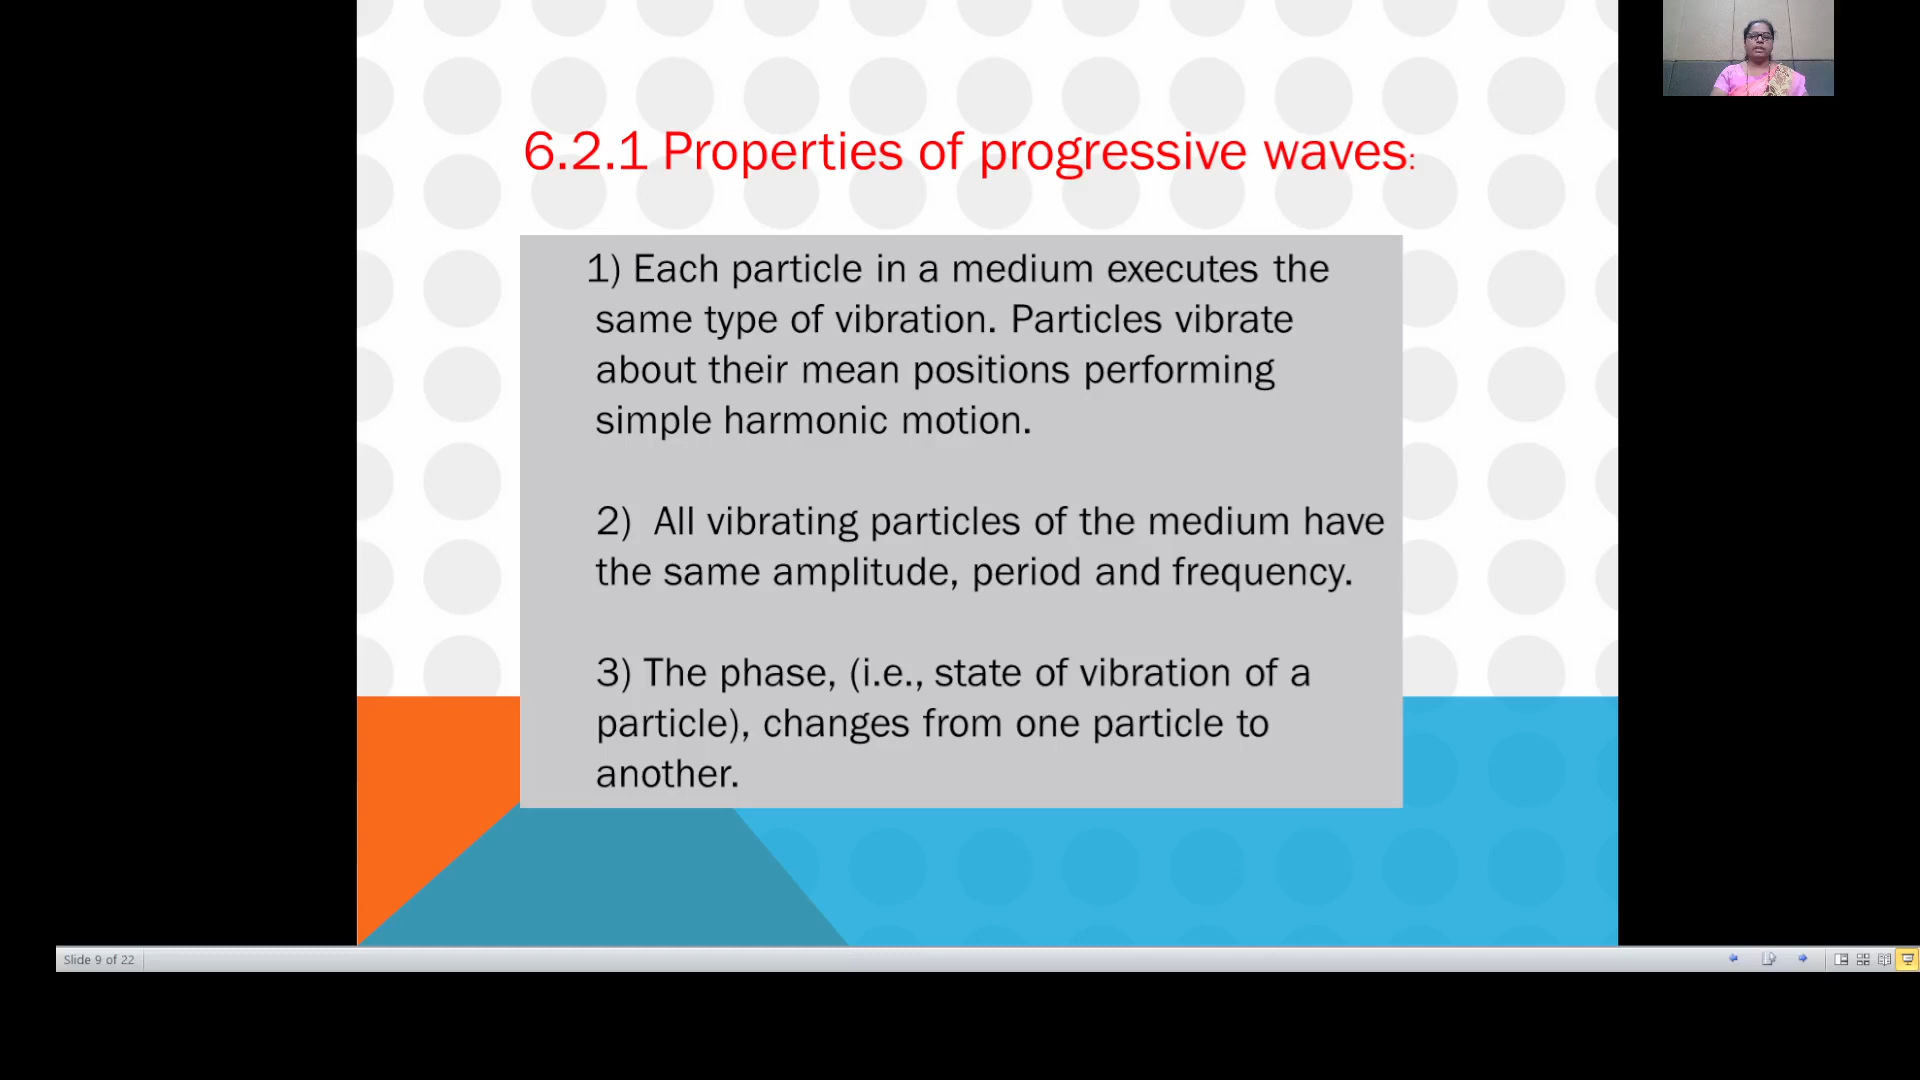 6.2.1 Properties of progressive waves:
1) Each particle in a medium executes the
same type of vibration. Particles vibrate
about their mean positions performing
simple harmonic motion.
2) All vibrating particles of the medium have
the same amplitude, period and frequency.
3) The phase, (i.e., state of vibration of a
particle), changes from one particle to
another.
Slide 9 of 22